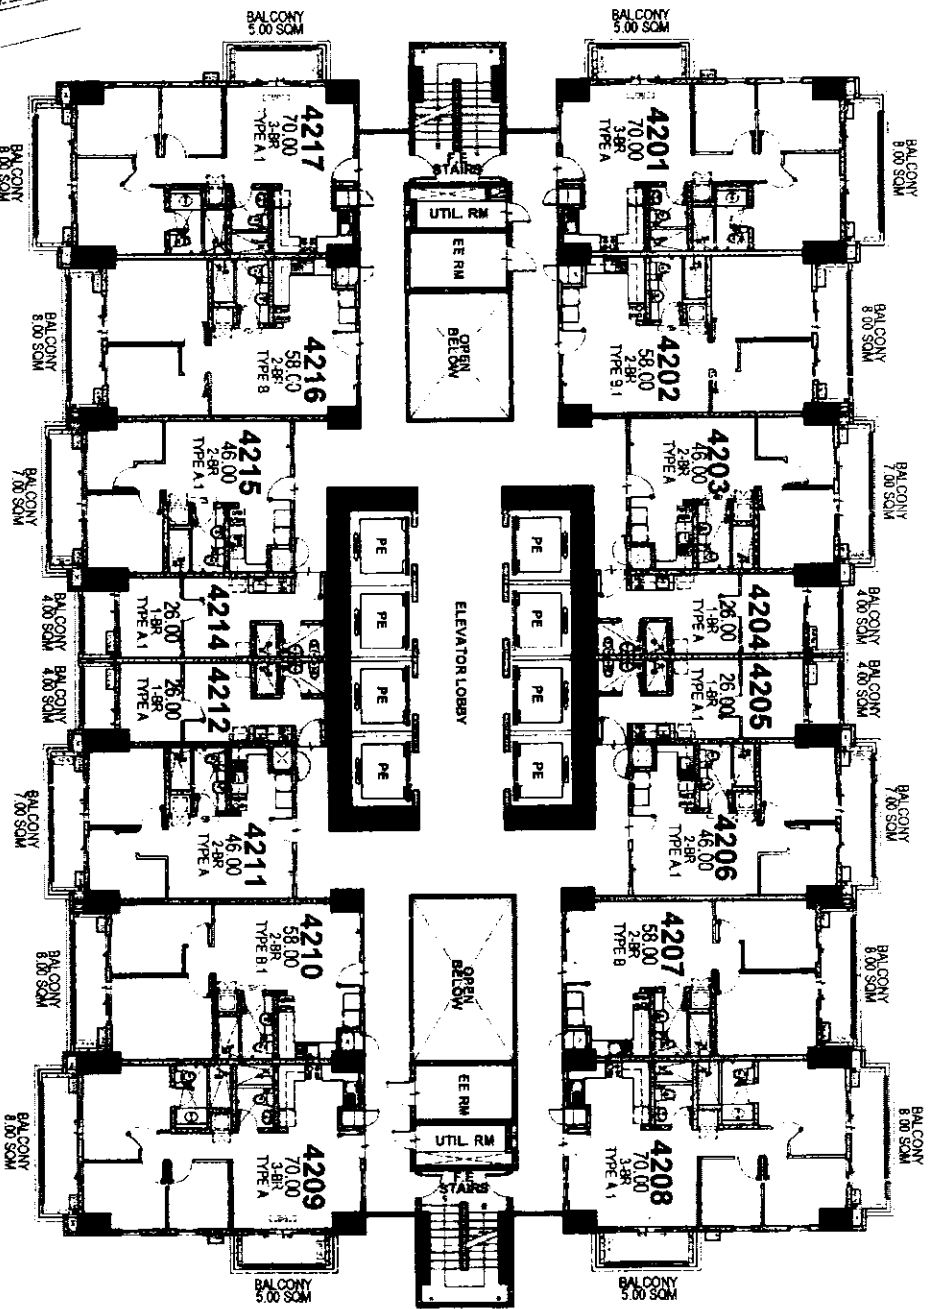 BALCONY
5.00 SQM
BALCONY
5.00 SQM
BALCONY
8.00 SQM
4217
70.00
3-BR
TYPE A.1
F.E.
STAIRS
UTIL. RM
EE RM
OPEN
BELOW
4201
70.00
3-BR
TYPE A
BALCONY
8.00 SQM
BALCONY
8.00 SQM
4216
58.00
2-BR
TYPE B
4202
58.00
2-BR
TYPE 9.1
BALCONY
8.00 SQM
BALCONY
7.00 SQM
4215
46.00
2-BR
TYPE A.1
4203
46.00
2-BR
TYPE A
BALCONY
7.00 SQM
BALCONY
4.00 SQM
4214
26.00
1-BR
TYPE A.1
PE
PE
PE
PE
ELEVATOR LOBBY
PE
PE
PE
PE
4204
26.00
1-BR
TYPE A
BALCONY
4.00 SQM
BALCONY
4.00 SQM
4212
26.00
1-BR
TYPE A
4205
26.00
1-BR
TYPE A.1
BALCONY
4.00 SQM
BALCONY
7.00 SQM
4211
46.00
2-BR
TYPE A
4206
46.00
2-BR
TYPE A.1
BALCONY
7.00 SQM
BALCONY
8.00 SQM
4210
58.00
2-BR
TYPE B.1
OPEN
BELOW
4207
58.00
2-BR
TYPE B
BALCONY
8.00 SQM
BALCONY
8.00 SQM
4209
70.00
3-BR
TYPE A
EE RM
UTIL. RM
F.E.
STAIRS
4208
70.00
3-BR
TYPE A.1
BALCONY
8.00 SQM
BALCONY
5.00 SQM
BALCONY
5.00 SQM